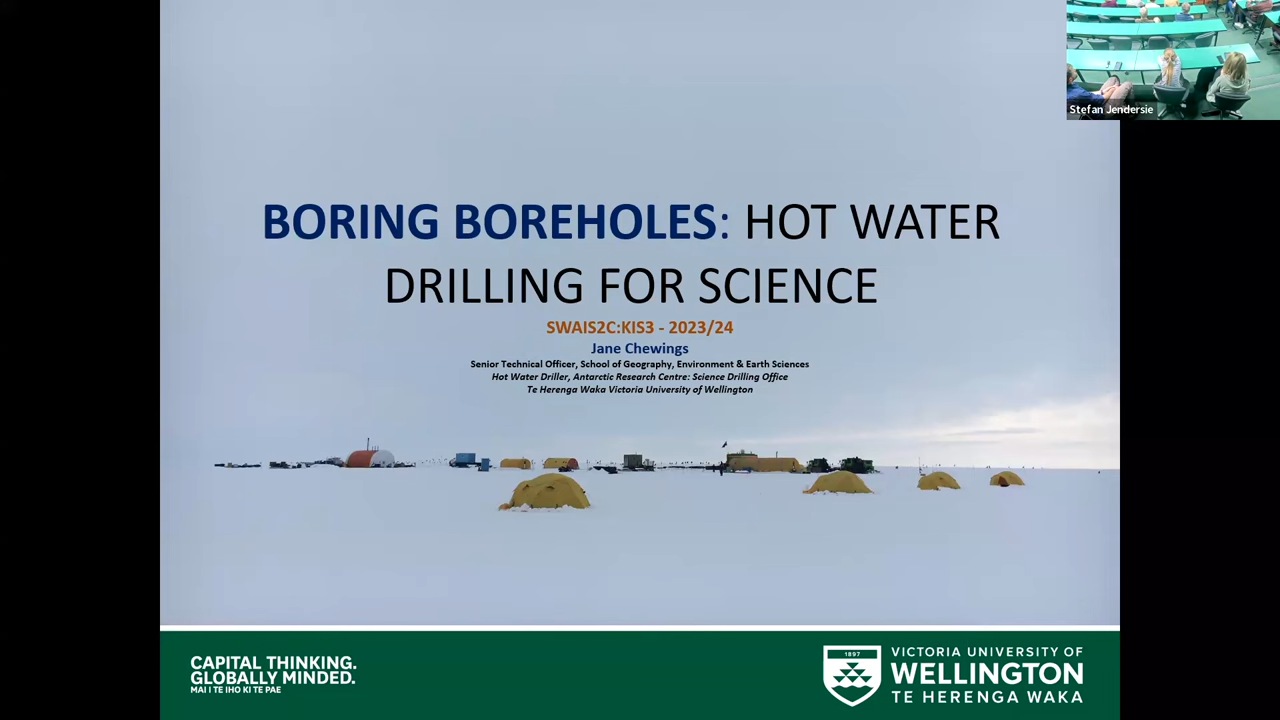 Stefan Jendersie
BORING BOREHOLES: HOT WATER
DRILLING FOR SCIENCE
SWAIS2C:KIS3 - 2023/24
Jane Chewings
Senior Technical Officer, School of Geography, Environment & Earth Sciences
Hot Water Driller, Antarctic Research Centre: Science Drilling Office
Te Herenga Waka Victoria University of Wellington
CAPITAL THINKING.
GLOBALLY MINDED.
MAI I TE IHO KI TE PAE
1897
VICTORIA UNIVERSITY OF
WELLINGTON
TE HERENGA WAKA